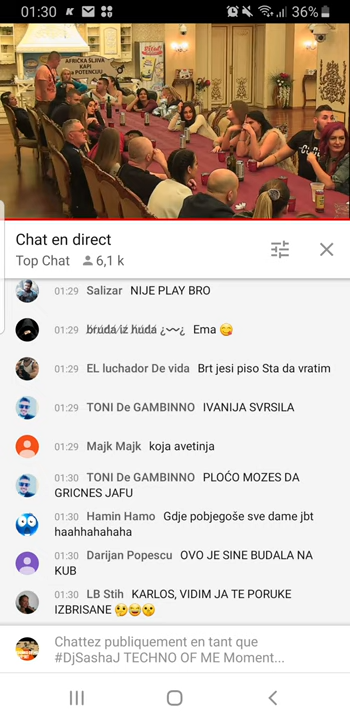 01:30
36%
AFRIČKA ŠLJIVA
KAPI
za POTENCIJU
Chat en direct
Top Chat 6,1 k
01:29 Salizar NIJE PLAY BRO
01:29 b̷r̷u̷d̷a̷ ̷i̷z̷ ̷h̷u̷d̷a̷ ¿〰¿ Ema 😋
01:29 EL luchador De vida Brt jesi piso Sta da vratim
01:29 TONI De GAMBINNO IVANIJA SVRSILA
01:29 Majk Majk koja avetinja
01:30 TONI De GAMBINNO PLOĆO MOZES DA
GRICNES JAFU
01:30 Hamin Hamo Gdje pobjegoše sve dame jbt
haahhahahaha
01:30 Darijan Popescu OVO JE SINE BUDALA NA
KUB
01:30 LB Stih KARLOS, VIDIM JA TE PORUKE
IZBRISANE 🤔😂🤣
Chattez publiquement en tant que
#DjSashaJ TECHNO OF ME Moment...